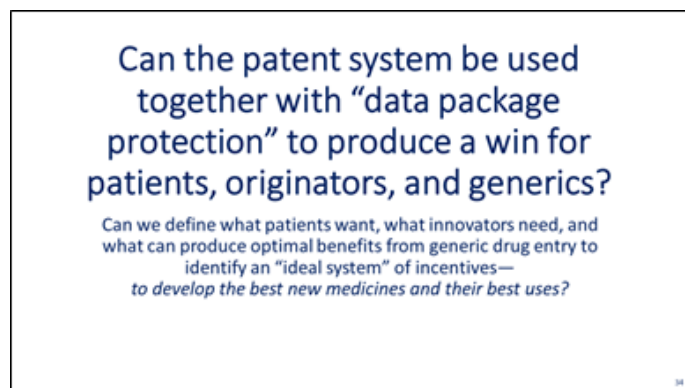 Can the patent system be used
together with “data package
protection” to produce a win for
patients, originators, and generics?
Can we define what patients want, what innovators need, and
what can produce optimal benefits from generic drug entry to
identify an “ideal system” of incentives—
to develop the best new medicines and their best uses?